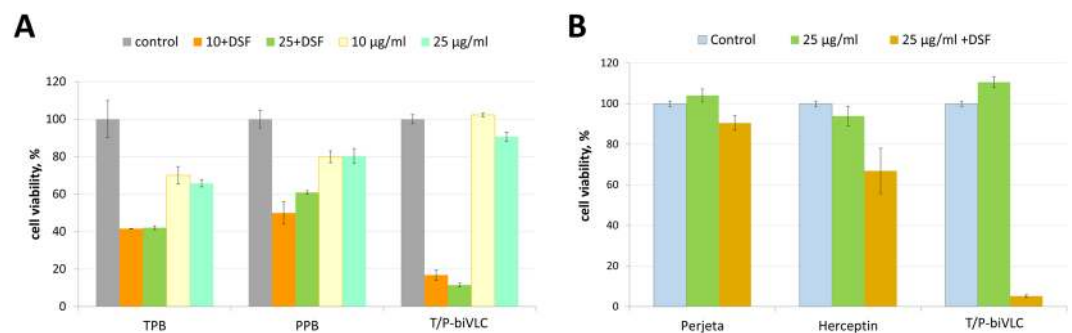 A
control 10+DSF 25+DSF 10 µg/ml 25 µg/ml
cell viability, %
120
100
80
60
40
20
0
TPB PPB T/P-biVLC
B
Control 25 µg/ml 25 µg/ml +DSF
cell viability, %
120
100
80
60
40
20
0
Perjeta Herceptin T/P-biVLC